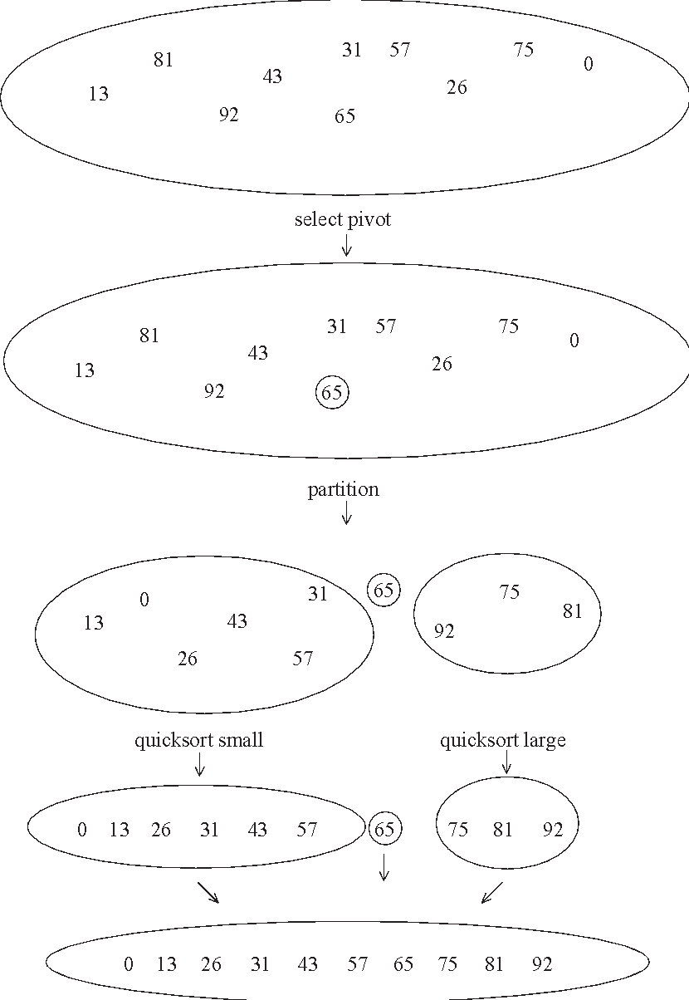 31 57 75
81 0
43 26
13
92 65
select pivot
31 57 75
81 0
43 26
13
92 65
partition
31 65 75
0 81
13 43 92
26 57
quicksort small quicksort large
0 13 26 31 43 57 65 75 81 92
0 13 26 31 43 57 65 75 81 92